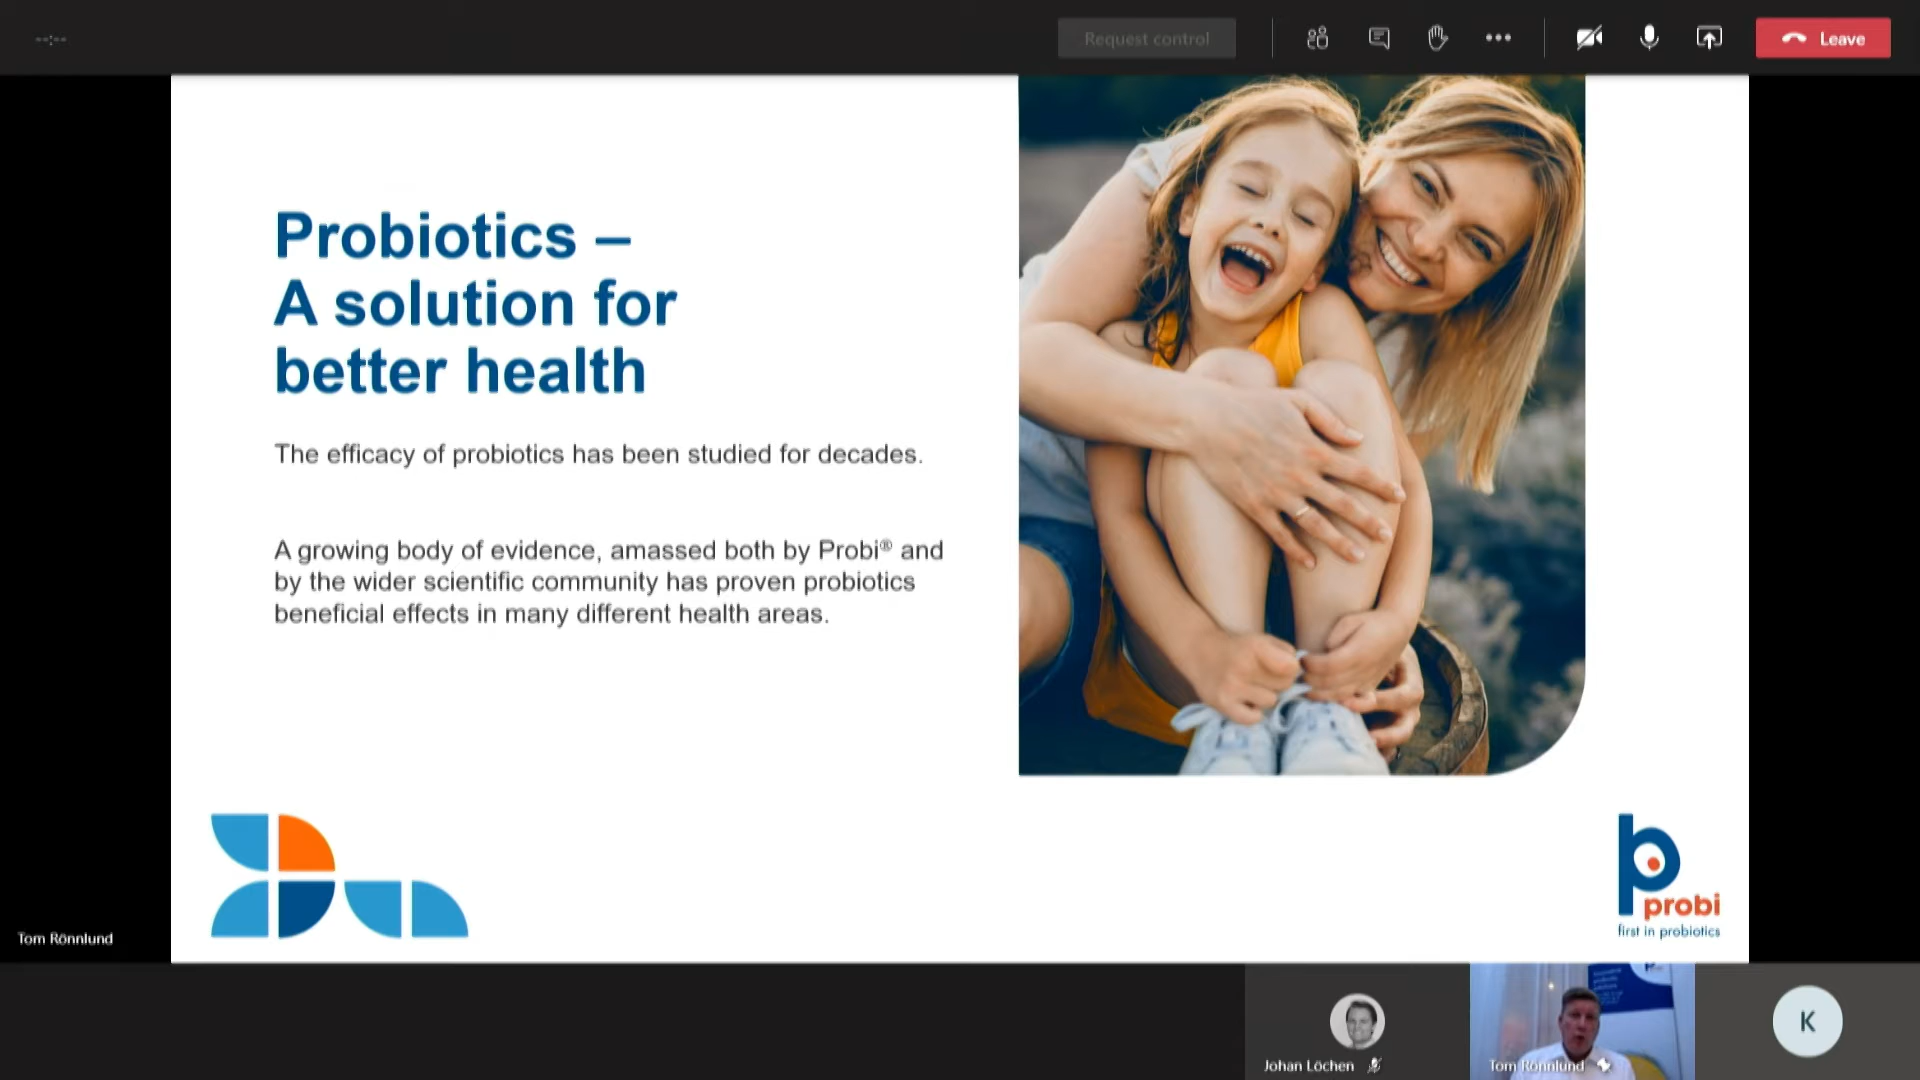 Request control
Leave
Probiotics –
A solution for
better health
The efficacy of probiotics has been studied for decades.
A growing body of evidence, amassed both by Probi® and
by the wider scientific community has proven probiotics
beneficial effects in many different health areas.
probi
first in probiotics
Tom Rönnlund
Johan Löchen
Tom Rönnlund
K